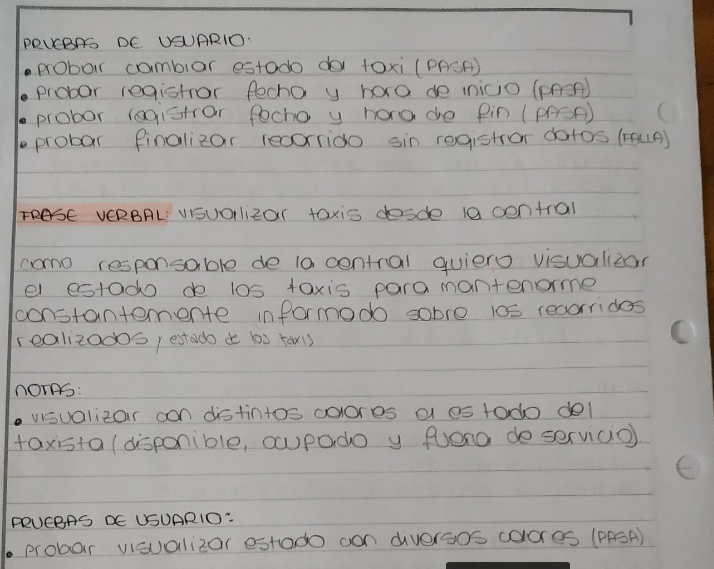 PRUEBAS DE USUARIO:
• probar cambiar estado del taxi (PASA)
• probar registrar fecha y hora de inicio (PASA)
• probar registrar fecha y hora de fin (PASA)
• probar finalizar recorrido sin registrar datos (FALLA)
FRASE VERBAL: visualizar taxis desde la central
como responsable de la central quiero visualizar
el estado de los taxis para mantenerme
constantemente informado sobre los recorridos
realizados, estado de los taxis
NOTAS:
• visualizar con distintos colores el estado del
taxista (disponible, ocupado y fuera de servicio)
PRUEBAS DE USUARIO:
• probar visualizar estado con diversos colores (PASA)